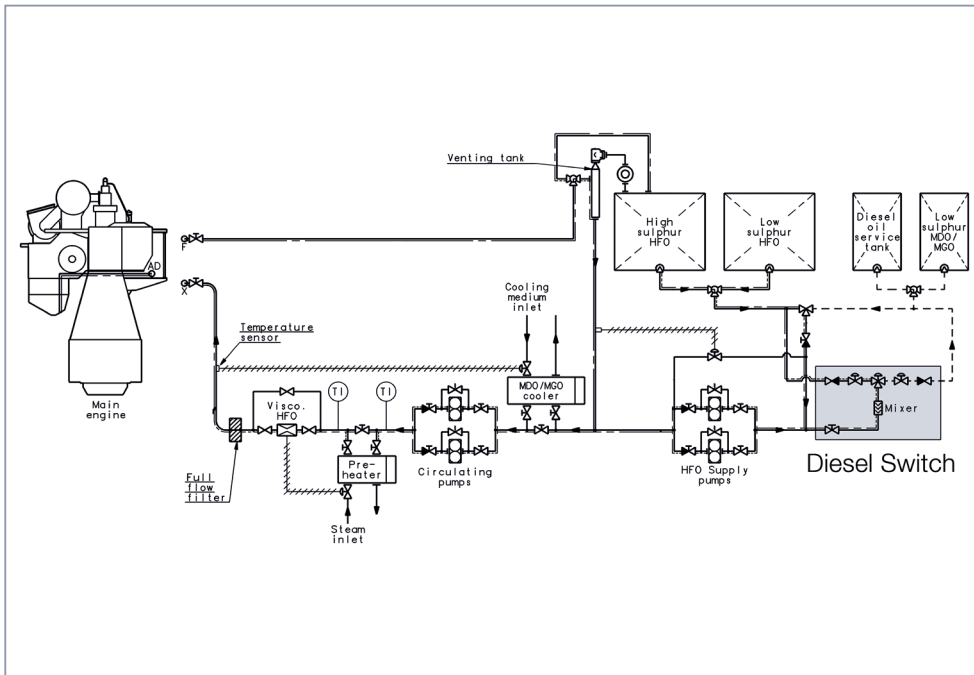 Venting tank
High
sulphur
HFO
Low
sulphur
HFO
Diesel
oil
service
tank
Low
sulphur
MDO/
MGO
F
AD
X
Cooling
medium
inlet
Temperature
sensor
MDO/MGO
cooler
Main
engine
Visco.
HFO
TI
TI
Mixer
Full
flow
filter
Pre-
heater
Circulating
pumps
HFO Supply
pumps
Diesel Switch
Steam
inlet